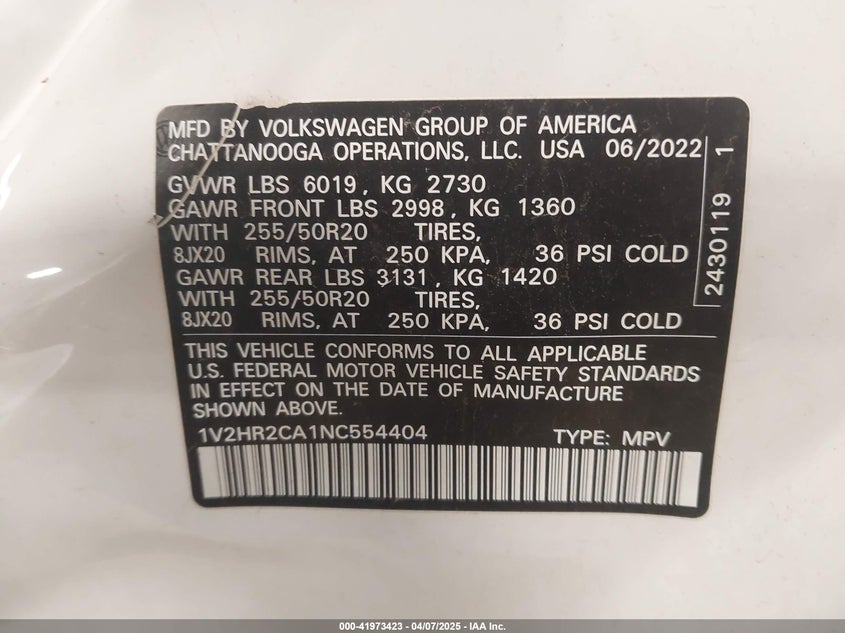 MFD BY VOLKSWAGEN GROUP OF AMERICA
CHATTANOOGA OPERATIONS, LLC. USA 06/2022
GVWR LBS 6019, KG 2730
GAWR FRONT LBS 2998, KG 1360
WITH 255/50R20 TIRES,
8JX20 RIMS, AT 250 KPA, 36 PSI COLD
GAWR REAR LBS 3131, KG 1420
WITH 255/50R20 TIRES,
8JX20 RIMS, AT 250 KPA, 36 PSI COLD
2430119 1
THIS VEHICLE CONFORMS TO ALL APPLICABLE
U.S. FEDERAL MOTOR VEHICLE SAFETY STANDARDS
IN EFFECT ON THE DATE OF MANUFACTURE
SHOWN ABOVE.
1V2HR2CA1NC554404 TYPE: MPV
000-41973423 - 04/07/2025 - IAA Inc.